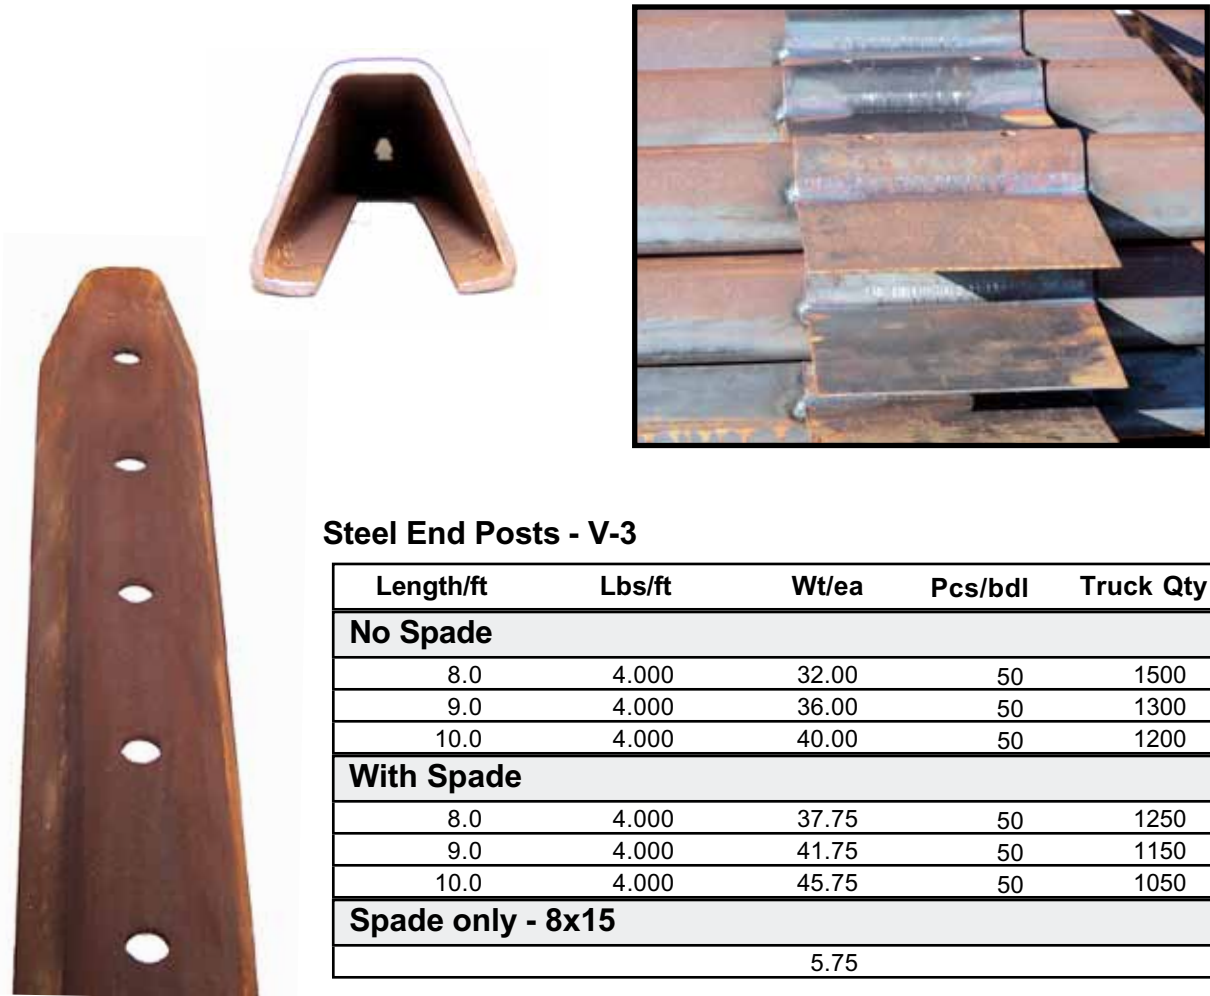 Steel End Posts - V-3
Length/ft Lbs/ft Wt/ea Pcs/bdl Truck Qty
No Spade
8.0 4.000 32.00 50 1500
9.0 4.000 36.00 50 1300
10.0 4.000 40.00 50 1200
With Spade
8.0 4.000 37.75 50 1250
9.0 4.000 41.75 50 1150
10.0 4.000 45.75 50 1050
Spade only - 8x15
5.75